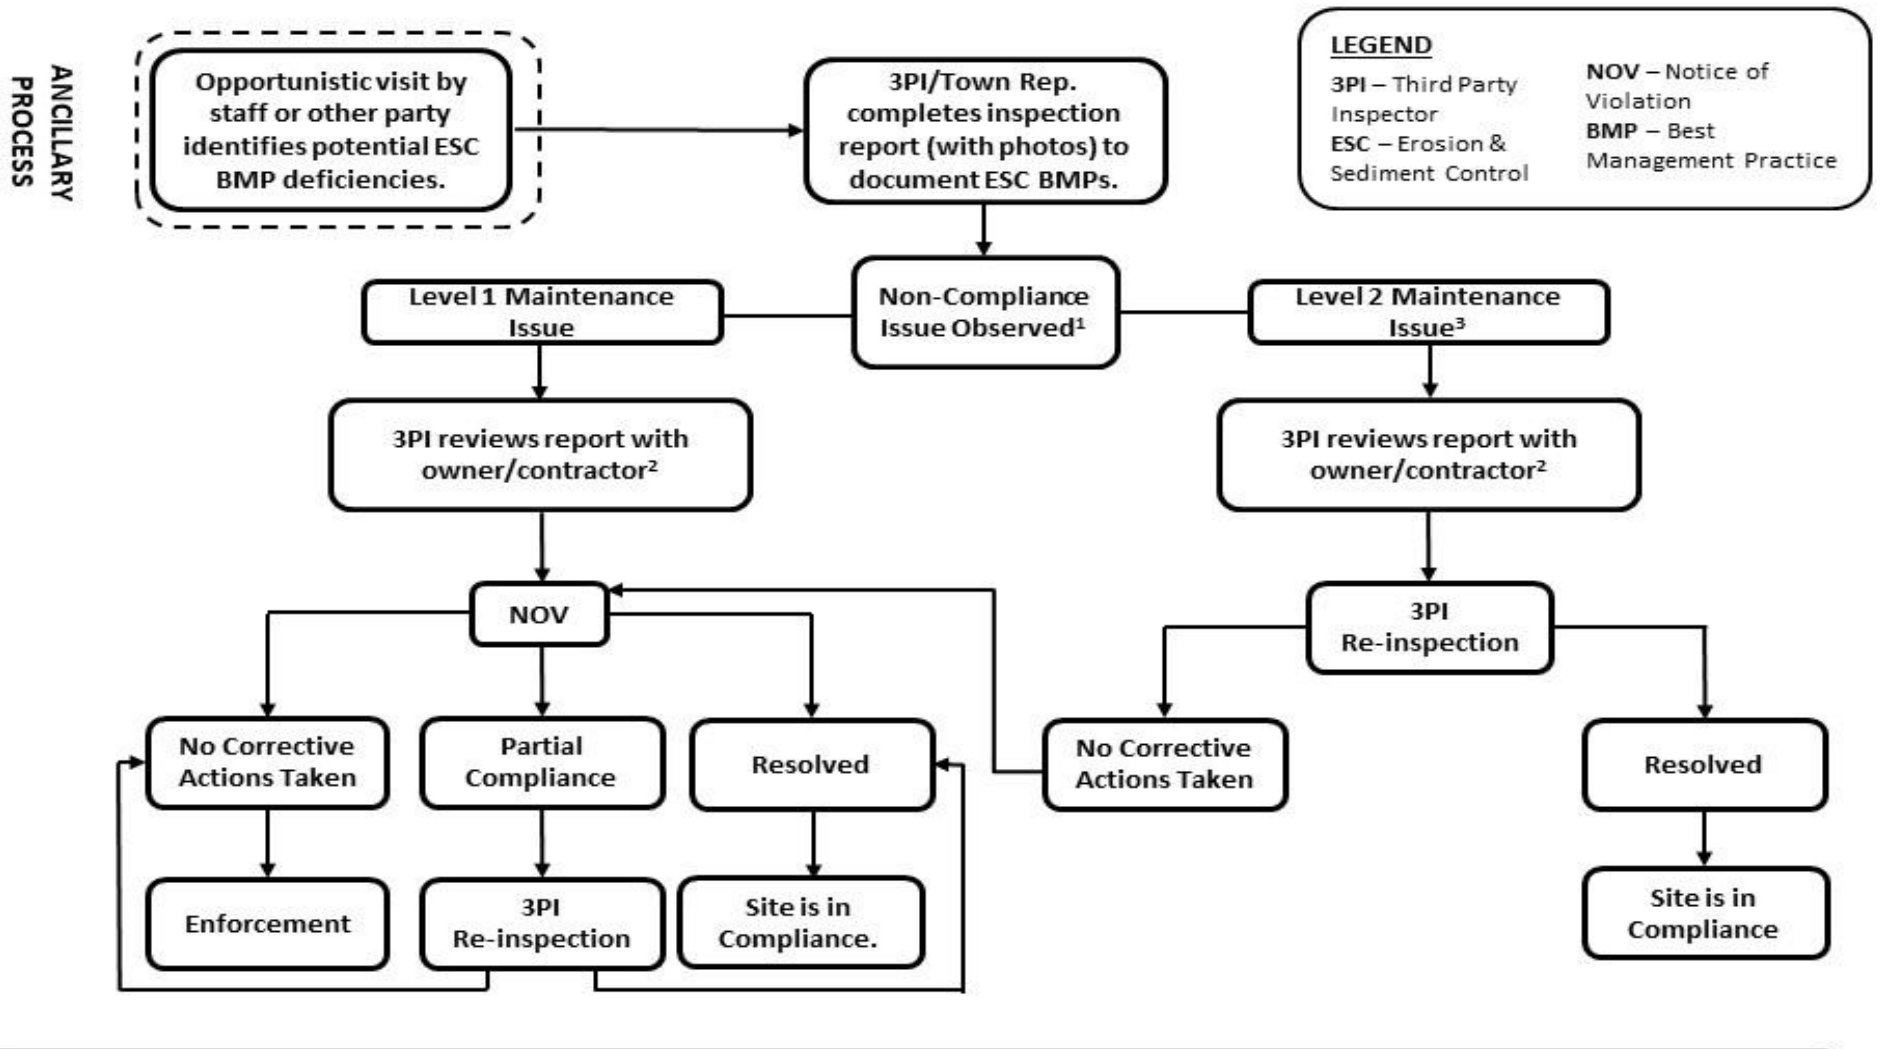 ANCILLARY
PROCESS
Opportunistic visit by
staff or other party
identifies potential ESC
BMP deficiencies.
3PI/Town Rep.
completes inspection
report (with photos) to
document ESC BMPs.
LEGEND
3PI – Third Party
Inspector
ESC – Erosion &
Sediment Control
NOV – Notice of
Violation
BMP – Best
Management Practice
Level 1 Maintenance
Issue
Non-Compliance
Issue Observed¹
Level 2 Maintenance
Issue³
3PI reviews report with
owner/contractor²
3PI reviews report with
owner/contractor²
NOV
3PI
Re-inspection
No Corrective
Actions Taken
Partial
Compliance
Resolved
No Corrective
Actions Taken
Resolved
Enforcement
3PI
Re-inspection
Site is in
Compliance.
Site is in
Compliance